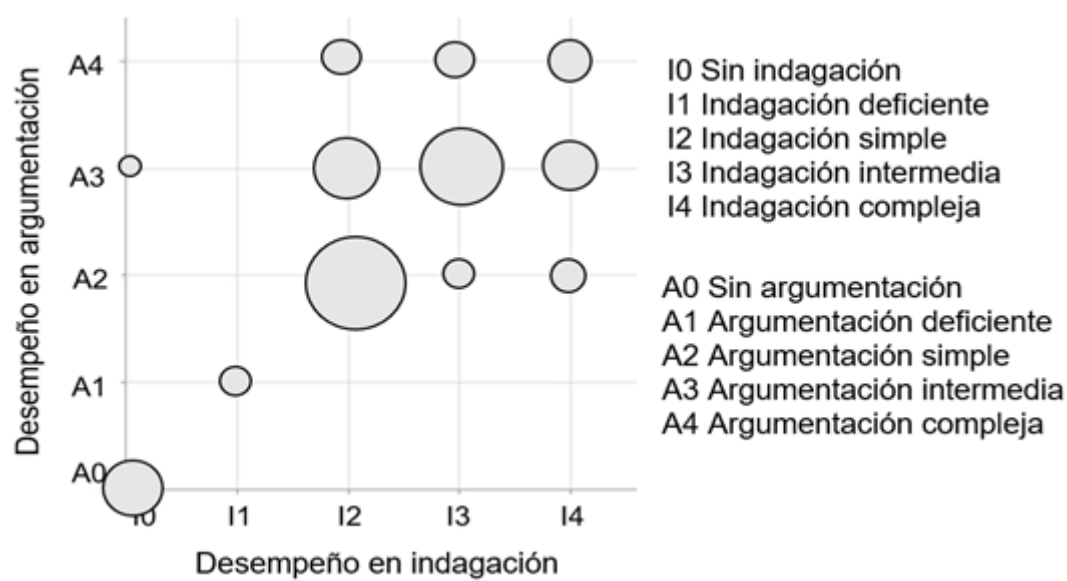 Desempeño en argumentación
A4
A3
A2
A1
A0
I0
I1
I2
I3
I4
Desempeño en indagación
I0 Sin indagación
I1 Indagación deficiente
I2 Indagación simple
I3 Indagación intermedia
I4 Indagación compleja
A0 Sin argumentación
A1 Argumentación deficiente
A2 Argumentación simple
A3 Argumentación intermedia
A4 Argumentación compleja